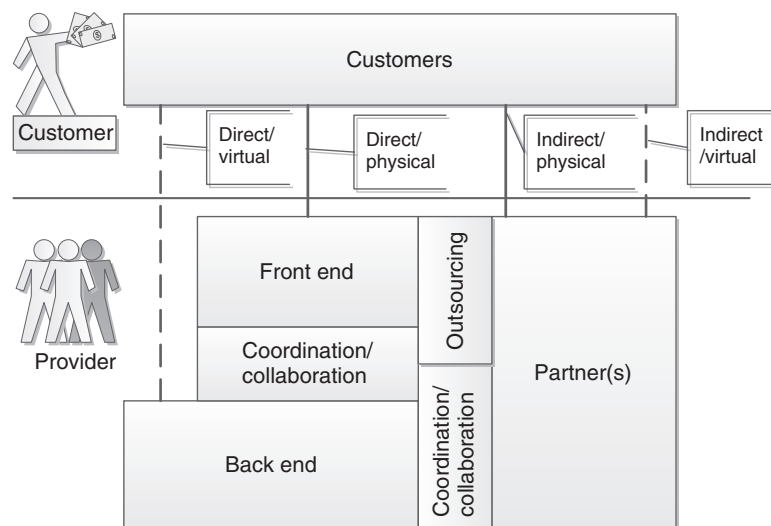 Customers
Customer
Direct/
virtual
Direct/
physical
Indirect/
physical
Indirect
/virtual
Provider
Front end
Coordination/
collaboration
Back end
Outsourcing
Coordination/
collaboration
Partner(s)